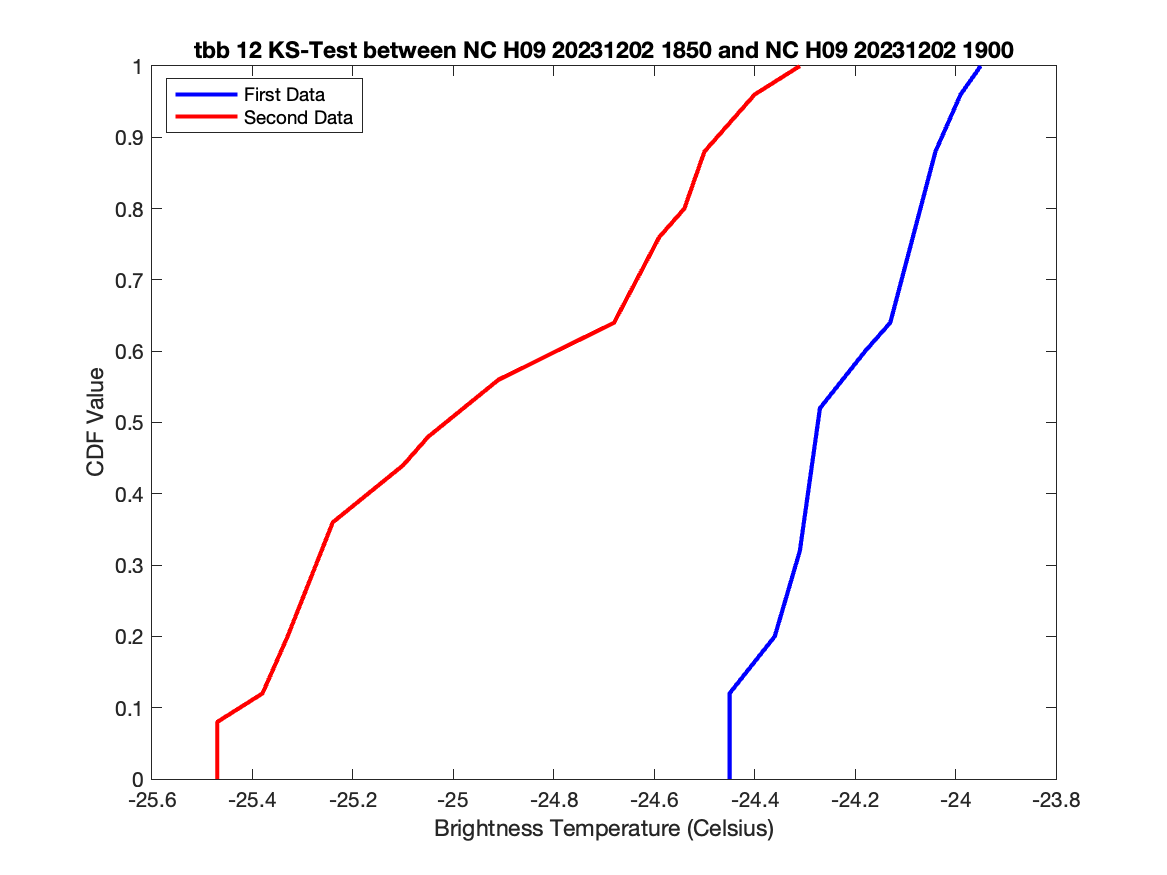 tbb 12 KS-Test between NC H09 20231202 1850 and NC H09 20231202 1900
First Data
Second Data
1
0.9
0.8
0.7
0.6
0.5
0.4
0.3
0.2
0.1
0
CDF Value
-25.6 -25.4 -25.2 -25 -24.8 -24.6 -24.4 -24.2 -24 -23.8
Brightness Temperature (Celsius)